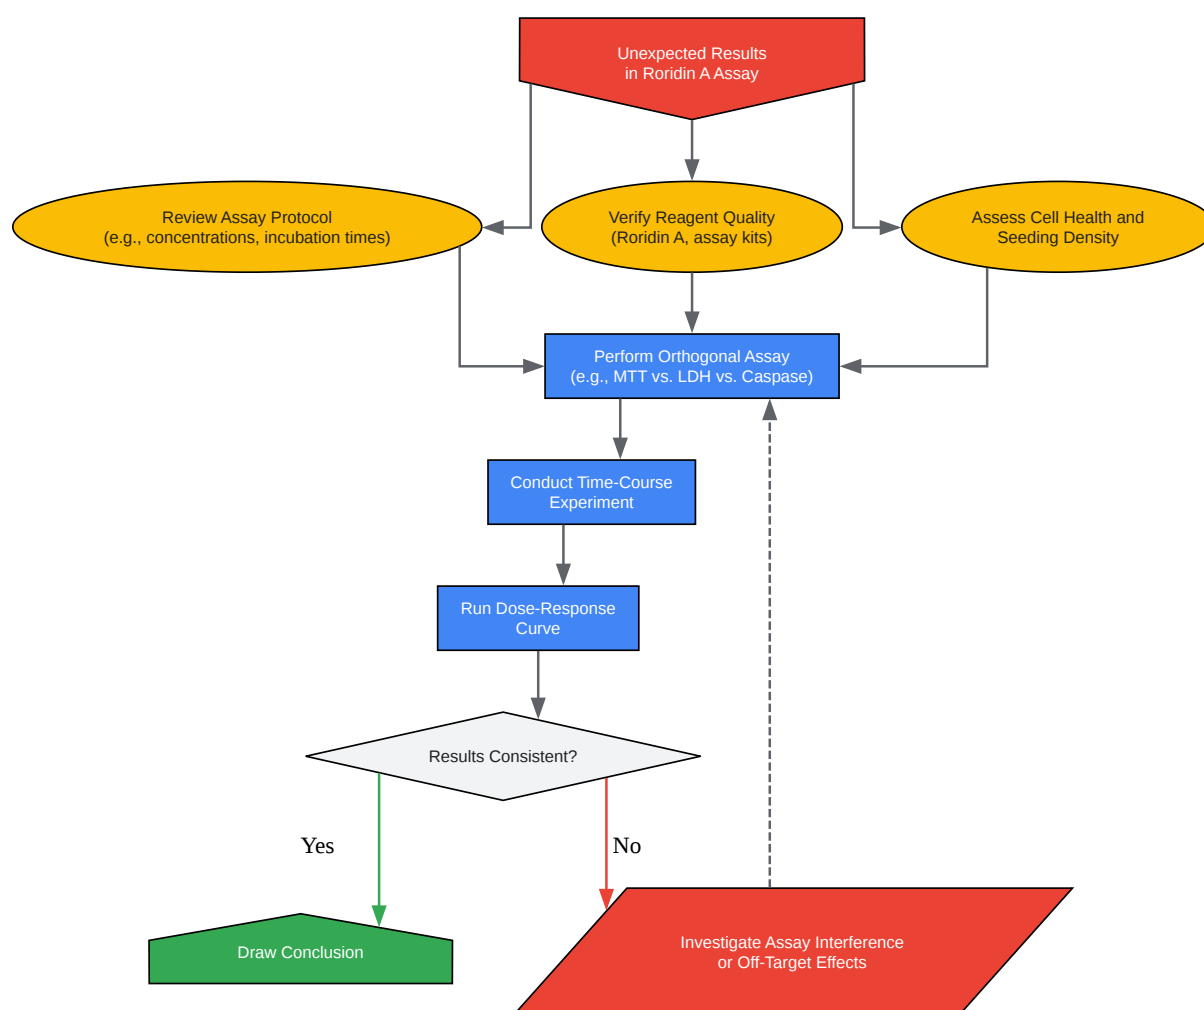 Unexpected Results
in Roridin A Assay
Review Assay Protocol
(e.g., concentrations, incubation times)
Verify Reagent Quality
(Roridin A, assay kits)
Assess Cell Health and
Seeding Density
Perform Orthogonal Assay
(e.g., MTT vs. LDH vs. Caspase)
Conduct Time-Course
Experiment
Run Dose-Response
Curve
Results Consistent?
Yes
No
Draw Conclusion
Investigate Assay Interference
or Off-Target Effects